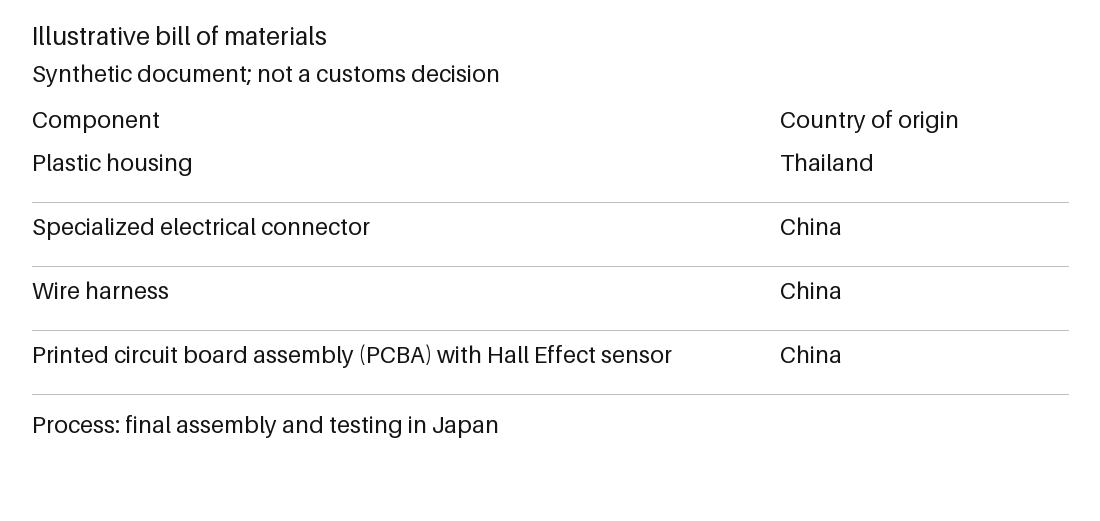 Illustrative bill of materials
Synthetic document; not a customs decision
Component Country of origin
Plastic housing Thailand
Specialized electrical connector China
Wire harness China
Printed circuit board assembly (PCBA) with Hall Effect sensor China
Process: final assembly and testing in Japan